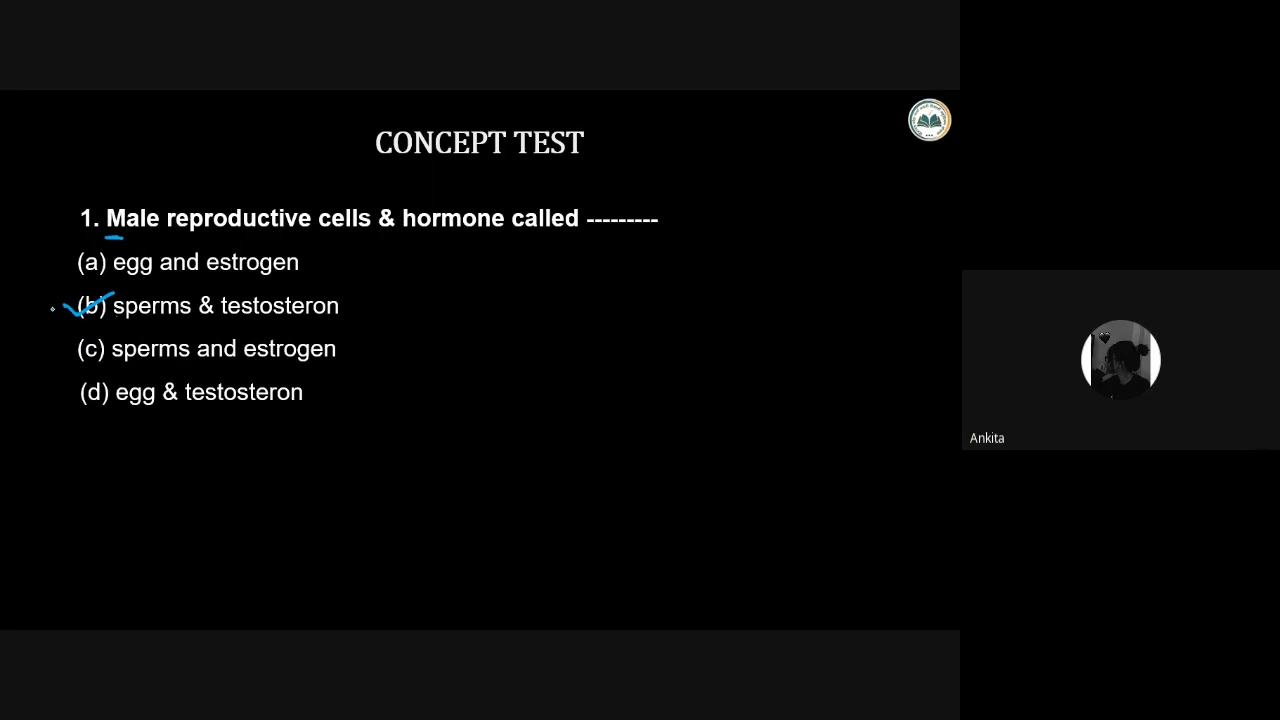 CONCEPT TEST
1. Male reproductive cells & hormone called ---------
(a) egg and estrogen
(b) sperms & testosteron
(c) sperms and estrogen
(d) egg & testosteron
Ankita